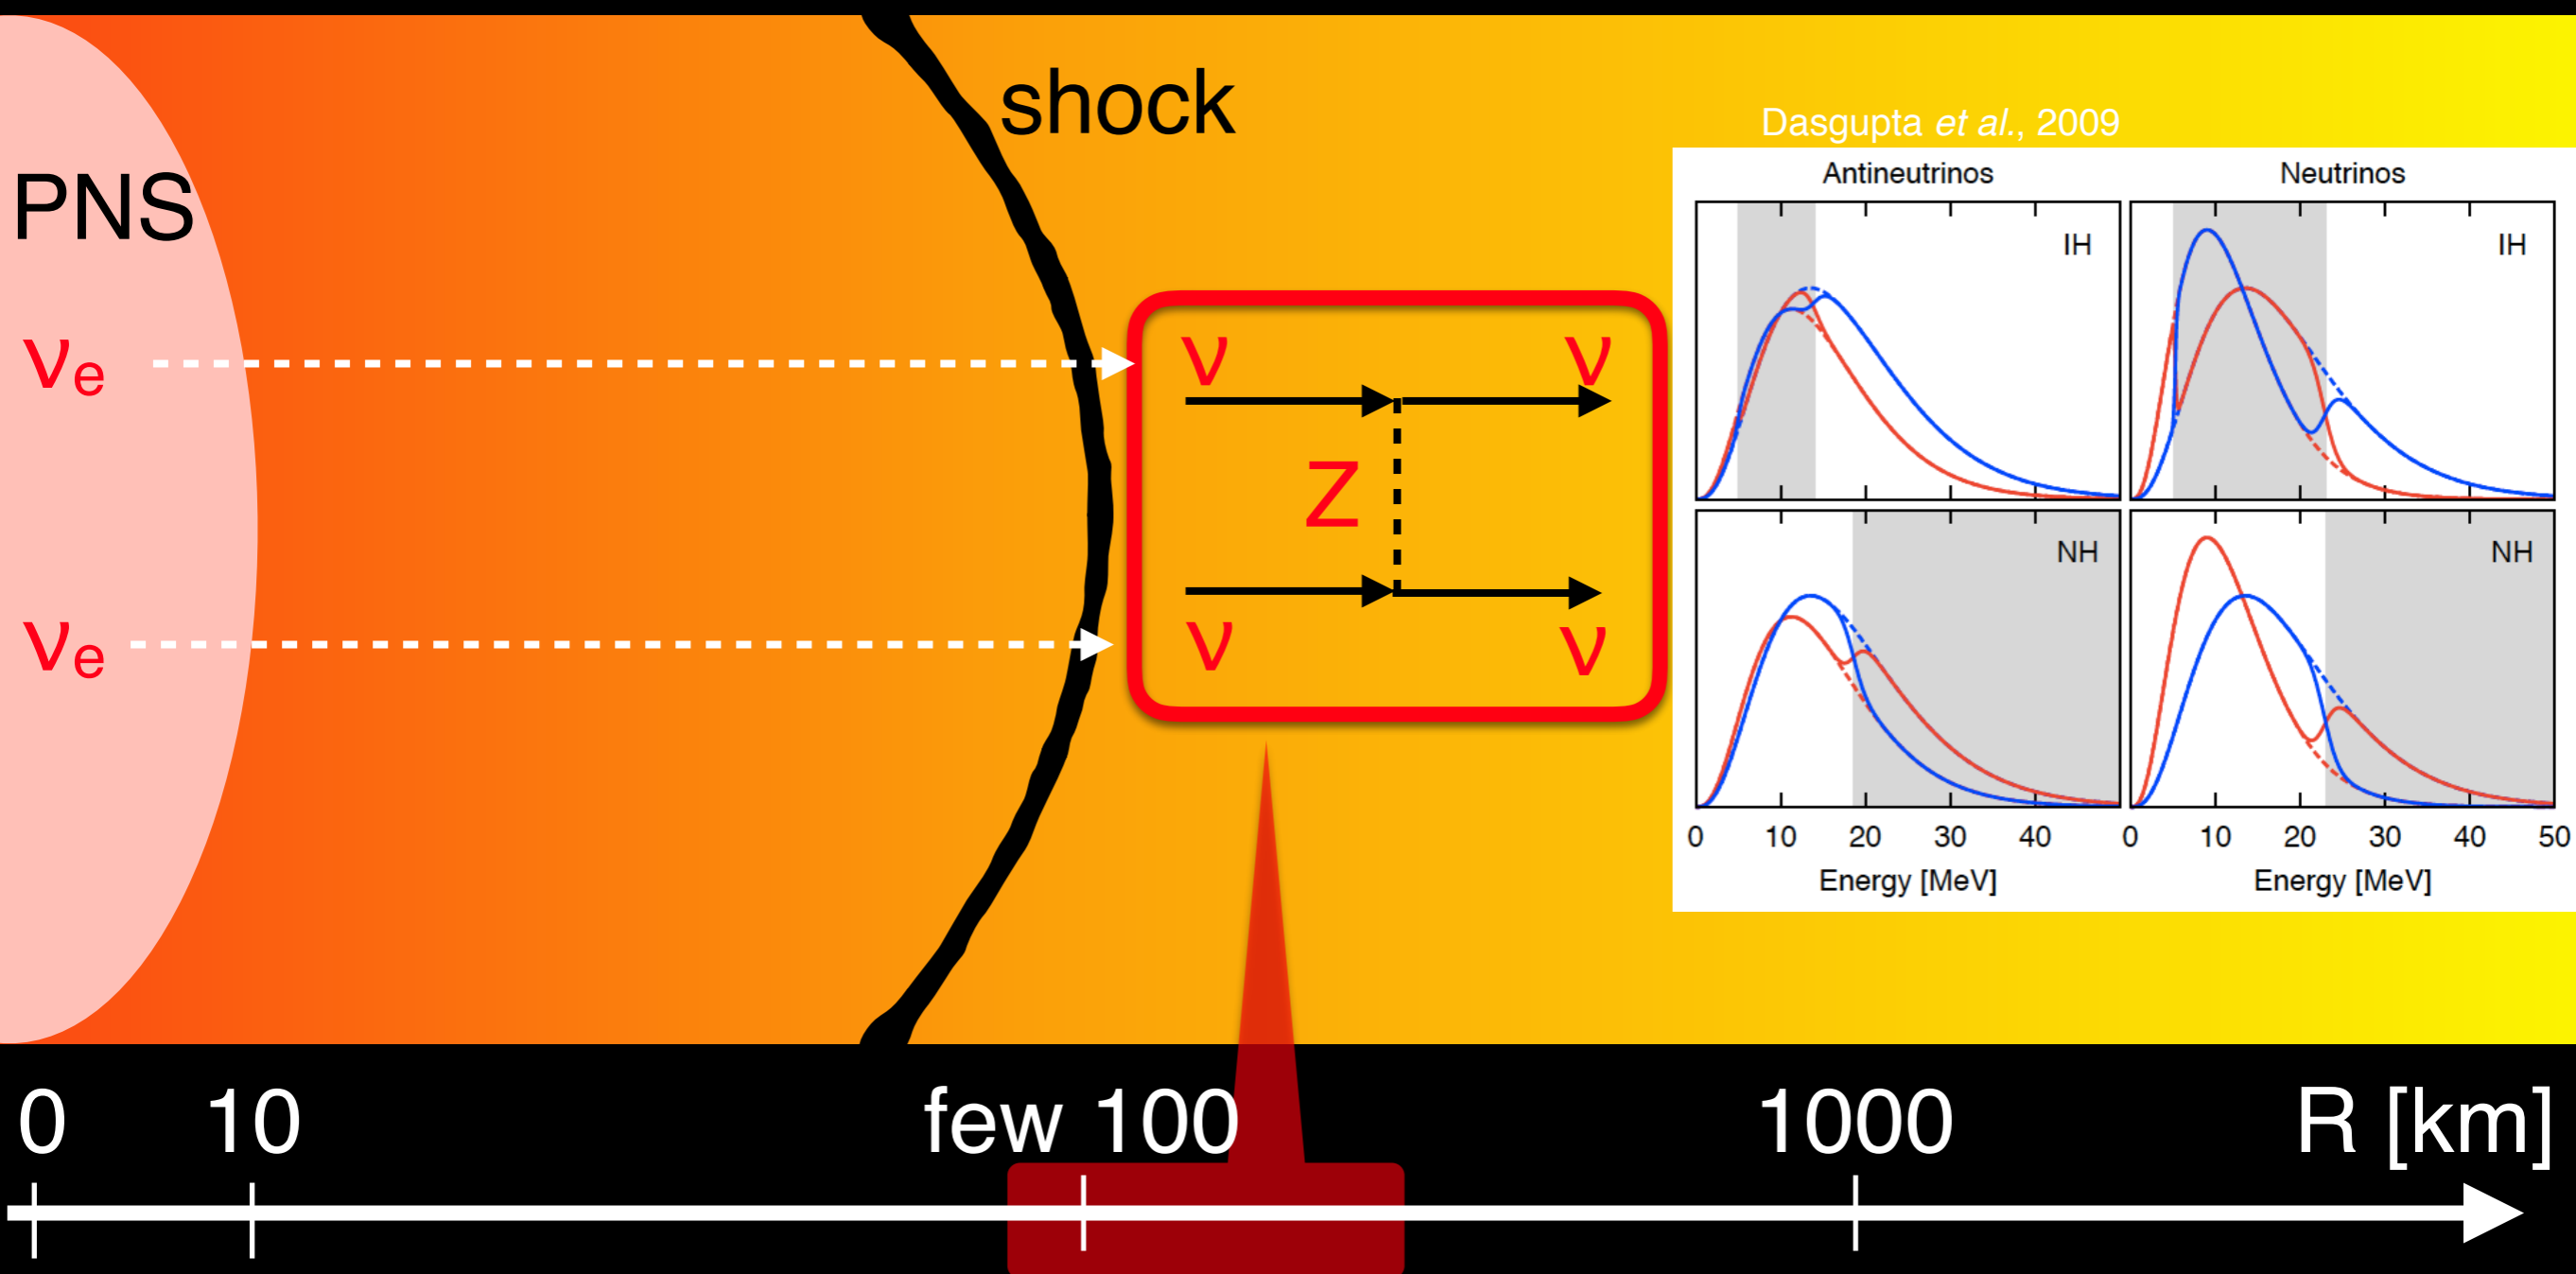 shock
PNS
νe
νe
ν ν
Z
ν ν
Dasgupta et al., 2009
Antineutrinos Neutrinos
IH IH
NH NH
0 10 20 30 40 0 10 20 30 40 50
Energy [MeV] Energy [MeV]
0 10 few 100 1000 R [km]